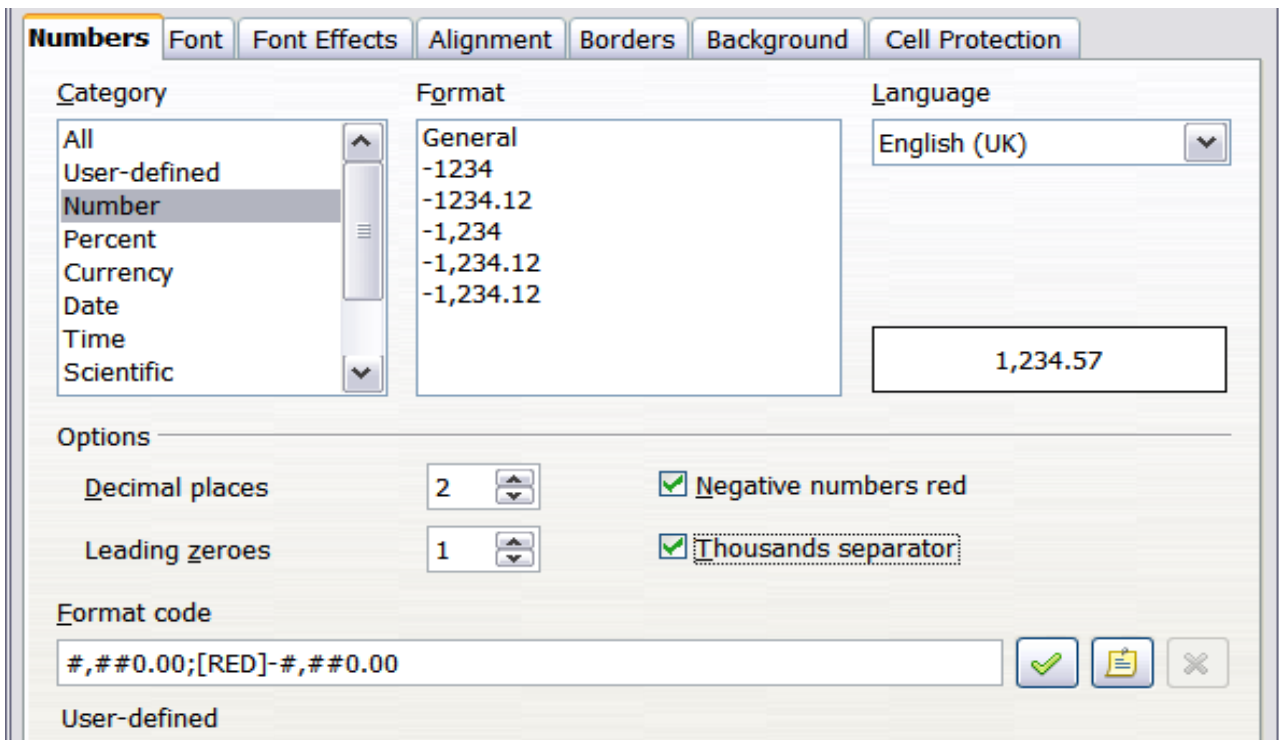 Numbers Font Font Effects Alignment Borders Background Cell Protection
Category Format Language
All
User-defined
Number
Percent
Currency
Date
Time
Scientific
General
-1234
-1234.12
-1,234
-1,234.12
-1,234.12
English (UK)
1,234.57
Options
Decimal places 2 Negative numbers red
Leading zeroes 1 Thousands separator
Format code
#,##0.00;[RED]-#,##0.00
User-defined